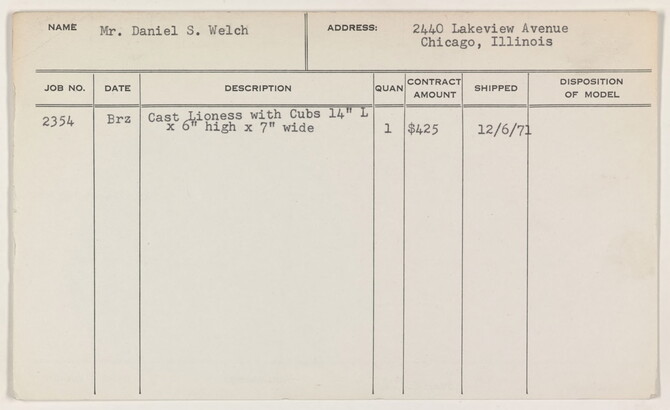 NAME Mr. Daniel S. Welch ADDRESS: 2440 Lakeview Avenue
Chicago, Illinois
JOB NO. DATE DESCRIPTION QUAN CONTRACT AMOUNT SHIPPED DISPOSITION OF MODEL
2354 Brz Cast Lioness with Cubs 14" L
x 6" high x 7" wide 1 $425 12/6/71